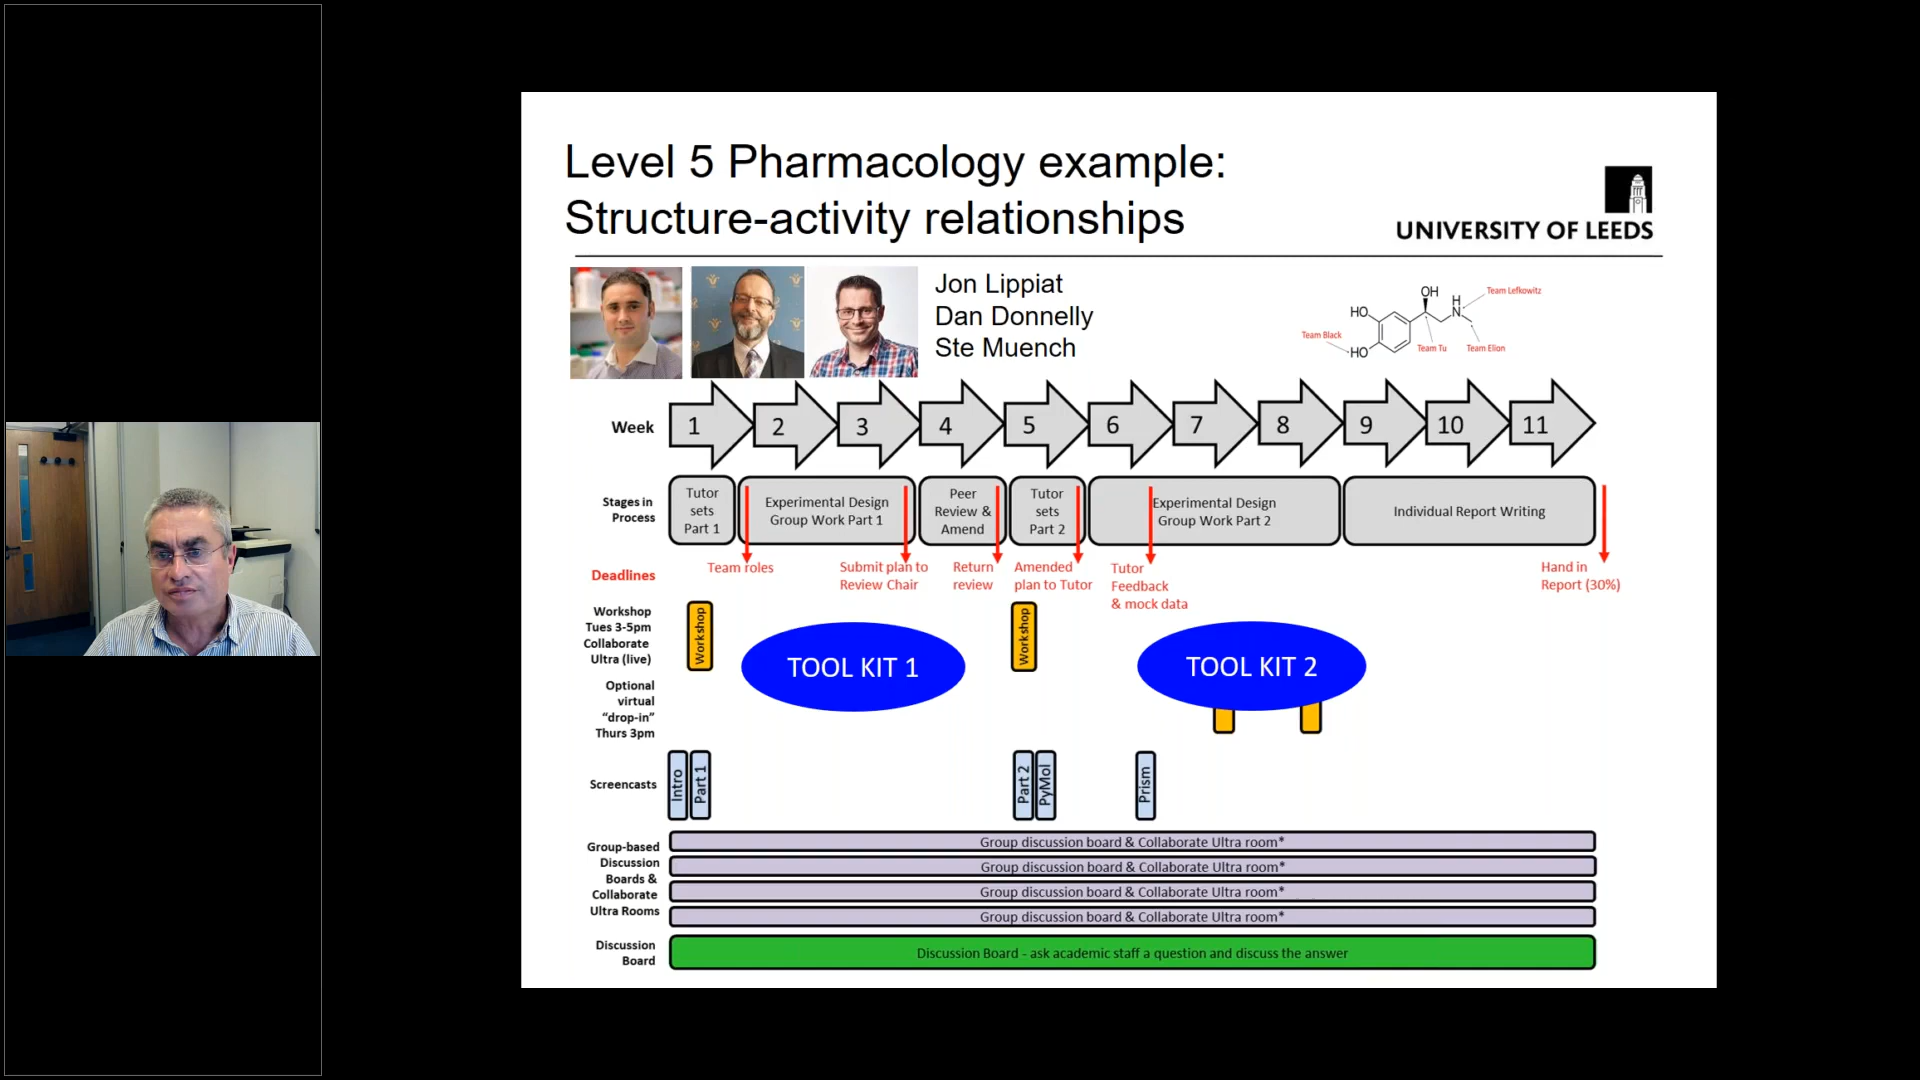 Level 5 Pharmacology example:
Structure-activity relationships
UNIVERSITY OF LEEDS
Jon Lippiat
Dan Donnelly
Ste Muench
OH
H
N
HO
HO
Team Lefkowitz
Team Black
Team Tu
Team Elion
Week
1
2
3
4
5
6
7
8
9
10
11
Stages in
Process
Tutor
sets
Part 1
Experimental Design
Group Work Part 1
Peer
Review &
Amend
Tutor
sets
Part 2
Experimental Design
Group Work Part 2
Individual Report Writing
Deadlines
Team roles
Submit plan to
Review Chair
Return
review
Amended
plan to Tutor
Tutor
Feedback
& mock data
Hand in
Report (30%)
Workshop
Tues 3-5pm
Collaborate
Ultra (live)
Workshop
Workshop
TOOL KIT 1
TOOL KIT 2
Optional
virtual
“drop-in”
Thurs 3pm
Screencasts
Intro
Part 1
Part 2
PyMol
Prism
Group-based
Discussion
Boards &
Collaborate
Ultra Rooms
Group discussion board & Collaborate Ultra room*
Group discussion board & Collaborate Ultra room*
Group discussion board & Collaborate Ultra room*
Group discussion board & Collaborate Ultra room*
Discussion
Board
Discussion Board - ask academic staff a question and discuss the answer